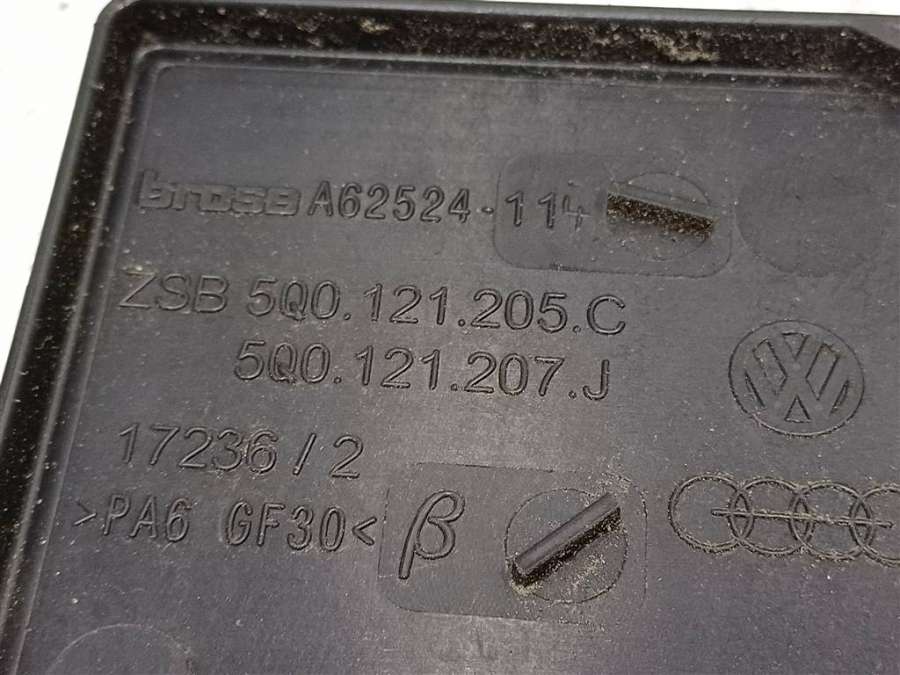 brose A62524-114
ZSB 5Q0.121.205.C
5Q0.121.207.J
17236/2
>PA6 GF30< β